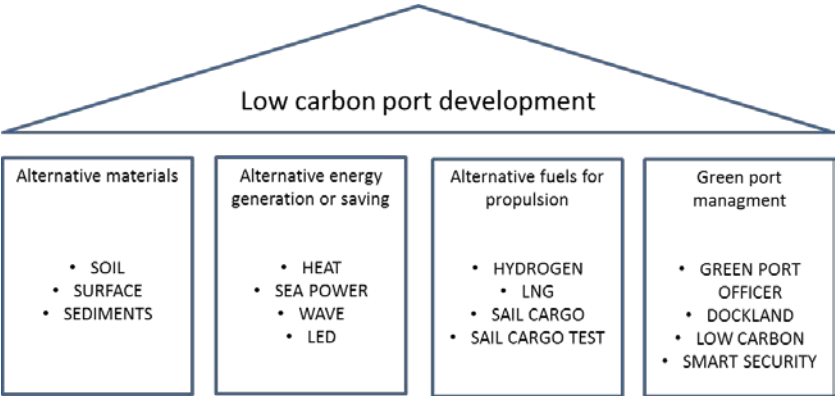 Low carbon port development
Alternative materials
• SOIL
• SURFACE
• SEDIMENTS
Alternative energy
generation or saving
• HEAT
• SEA POWER
• WAVE
• LED
Alternative fuels for
propulsion
• HYDROGEN
• LNG
• SAIL CARGO
• SAIL CARGO TEST
Green port
managment
• GREEN PORT
OFFICER
• DOCKLAND
• LOW CARBON
• SMART SECURITY